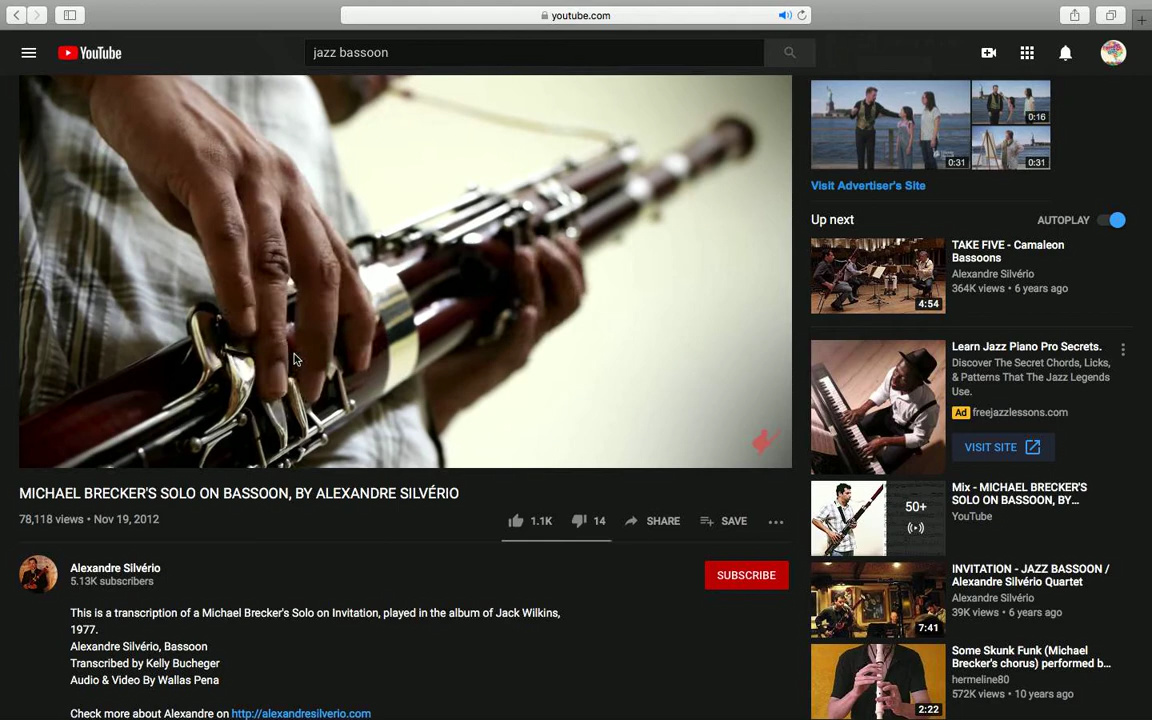 youtube.com
YouTube
jazz bassoon
0:16
0:31
0:31
Visit Advertiser's Site
Up next
AUTOPLAY
TAKE FIVE - Camaleon
Bassoons
Alexandre Silvério
364K views • 6 years ago
4:54
Learn Jazz Piano Pro Secrets.
Discover The Secret Chords, Licks,
& Patterns That The Jazz Legends
Use.
Ad freejazzlessons.com
VISIT SITE
MICHAEL BRECKER'S SOLO ON BASSOON, BY ALEXANDRE SILVÉRIO
78,118 views • Nov 19, 2012
1.1K
14
SHARE
SAVE
50+
Mix - MICHAEL BRECKER'S
SOLO ON BASSOON, BY...
YouTube
Alexandre Silvério
5.13K subscribers
SUBSCRIBE
INVITATION - JAZZ BASSOON /
Alexandre Silvério Quartet
Alexandre Silvério
39K views • 6 years ago
7:41
This is a transcription of a Michael Brecker's Solo on Invitation, played in the album of Jack Wilkins,
1977.
Alexandre Silvério, Bassoon
Transcribed by Kelly Bucheger
Audio & Video By Wallas Pena
Check more about Alexandre on http://alexandresilverio.com
Some Skunk Funk (Michael
Brecker's chorus) performed b...
hermeline80
572K views • 10 years ago
2:22